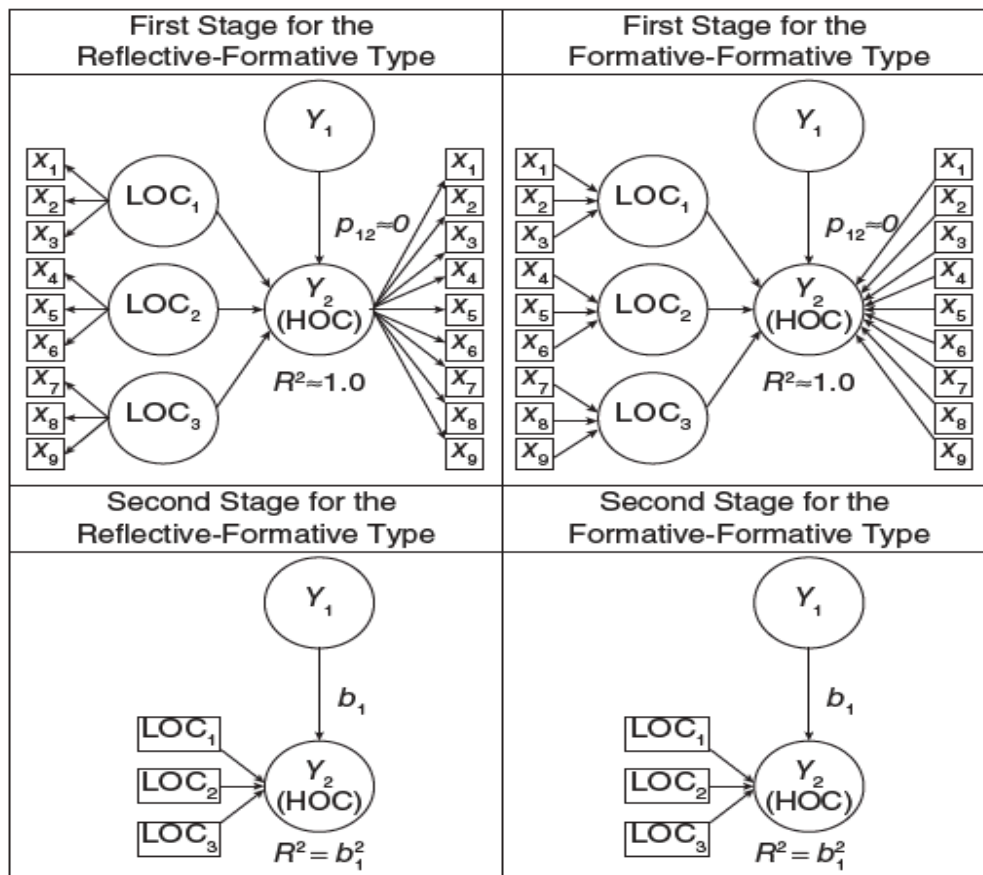 First Stage for the
Reflective-Formative Type
First Stage for the
Formative-Formative Type
Y₁
x₁
x₂
x₃
x₄
x₅
x₆
x₇
x₈
x₉
LOC₁
LOC₂
LOC₃
p₁₂≈0
Y₂
(HOC)
R²≈1.0
x₁
x₂
x₃
x₄
x₅
x₆
x₇
x₈
x₉
Y₁
x₁
x₂
x₃
x₄
x₅
x₆
x₇
x₈
x₉
LOC₁
LOC₂
LOC₃
p₁₂≈0
Y₂
(HOC)
R²≈1.0
x₁
x₂
x₃
x₄
x₅
x₆
x₇
x₈
x₉
Second Stage for the
Reflective-Formative Type
Second Stage for the
Formative-Formative Type
Y₁
b₁
LOC₁
LOC₂
LOC₃
Y₂
(HOC)
R² = b₁²
Y₁
b₁
LOC₁
LOC₂
LOC₃
Y₂
(HOC)
R² = b₁²